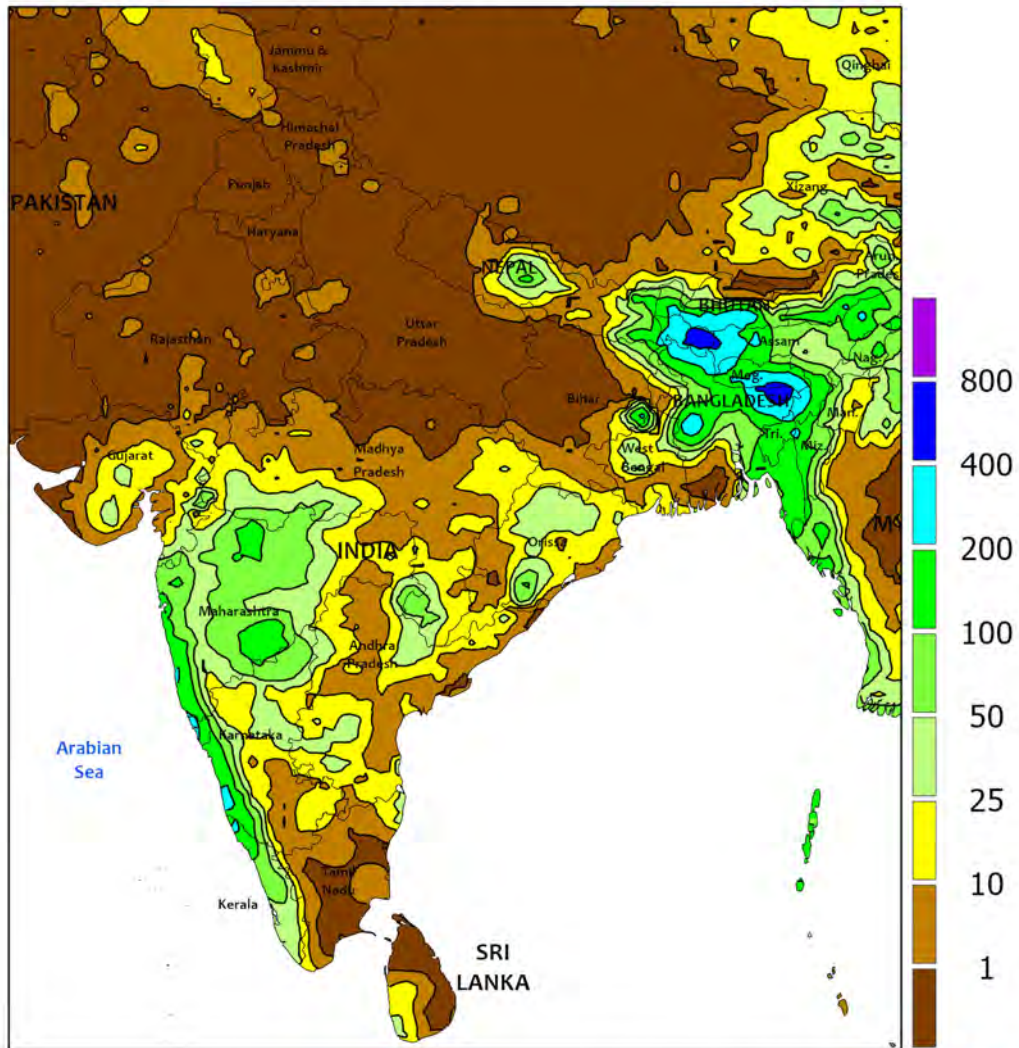 Jammu &
Kashmir
Qinghai
Himachal
Pradesh
Punjab
Xizang
PAKISTAN
Haryana
Arun.
Prades
NEPAL
BHUTAN
Rajasthan
Uttar
Pradesh
Assam
Nag.
Meg.
800
Bihar
BANGLADESH
Man.
Tri.
Miz.
Gujarat
Madhya
Pradesh
West
Bengal
400
INDIA
Orissa
M
200
Maharashtra
Andhra
Pradesh
100
Karnataka
50
Arabian
Sea
25
Tamil
Nadu
10
Kerala
SRI
LANKA
1